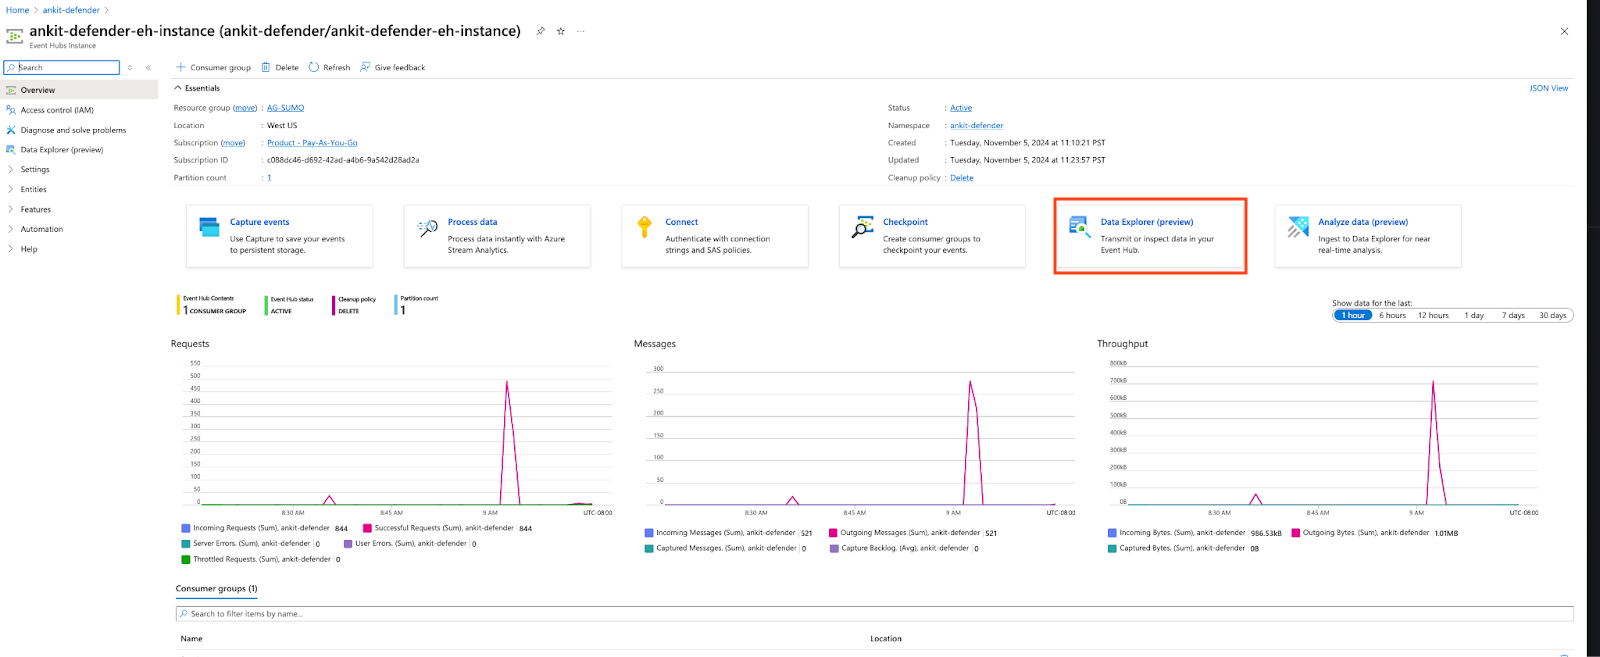 Home > ankit-defender >
ankit-defender-eh-instance (ankit-defender/ankit-defender-eh-instance)
Event Hubs Instance
Search
Overview
Access control (IAM)
Diagnose and solve problems
Data Explorer (preview)
Settings
Entities
Features
Automation
Help
Consumer group Delete Refresh Give feedback
Essentials
JSON View
Resource group (move) : AG-SUMO
Location : West US
Subscription (move) : Product - Pay-As-You-Go
Subscription ID : c088dc46-d692-42ad-a4b6-9a542d28ad2a
Partition count : 1
Status : Active
Namespace : ankit-defender
Created : Tuesday, November 5, 2024 at 11:10:21 PST
Updated : Tuesday, November 5, 2024 at 11:23:57 PST
Cleanup policy : Delete
Capture events
Use Capture to save your events
to persistent storage.
Process data
Process data instantly with Azure
Stream Analytics.
Connect
Authenticate with connection
strings and SAS policies.
Checkpoint
Create consumer groups to
checkpoint your events.
Data Explorer (preview)
Transmit or inspect data in your
Event Hub.
Analyze data (preview)
Ingest to Data Explorer for near
real-time analysis.
Event Hub Contents
1 CONSUMER GROUP
Event Hub status
ACTIVE
Cleanup policy
DELETE
Partition count
1
Show data for the last:
1 hour 6 hours 12 hours 1 day 7 days 30 days
Requests
550
500
450
400
350
300
250
200
150
100
50
0
8:30 AM 8:45 AM 9 AM UTC-08:00
Incoming Requests (Sum), ankit-defender 844
Successful Requests (Sum), ankit-defender 844
Server Errors. (Sum), ankit-defender 0
User Errors. (Sum), ankit-defender 0
Throttled Requests. (Sum), ankit-defender 0
Messages
300
250
200
150
100
50
0
8:30 AM 8:45 AM 9 AM UTC-08:00
Incoming Messages (Sum), ankit-defender 521
Outgoing Messages (Sum), ankit-defender 521
Captured Messages. (Sum), ankit-defender 0
Capture Backlog. (Avg), ankit-defender 0
Throughput
800kB
700kB
600kB
500kB
400kB
300kB
200kB
100kB
0B
8:30 AM 8:45 AM 9 AM UTC-08:00
Incoming Bytes. (Sum), ankit-defender 986.53kB
Outgoing Bytes. (Sum), ankit-defender 1.01MB
Captured Bytes. (Sum), ankit-defender 0B
Consumer groups (1)
Search to filter items by name...
Name Location